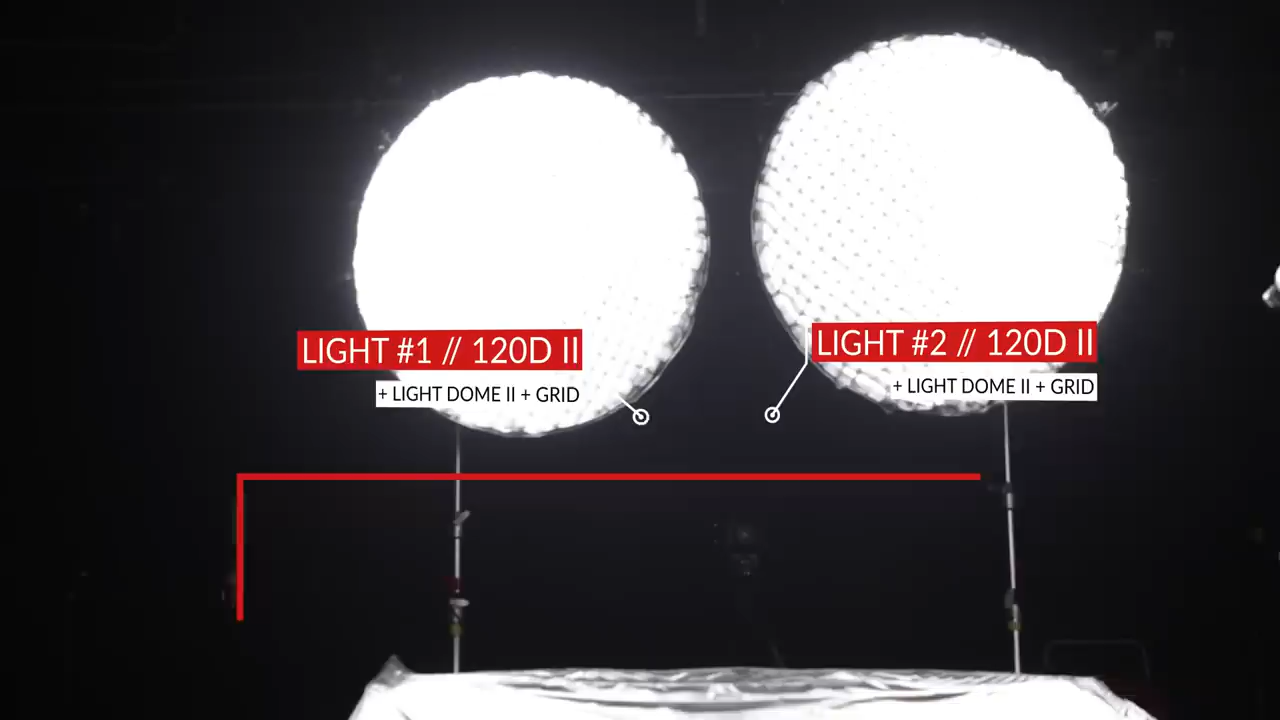 LIGHT #1 // 120D II
+ LIGHT DOME II + GRID
LIGHT #2 // 120D II
+ LIGHT DOME II + GRID